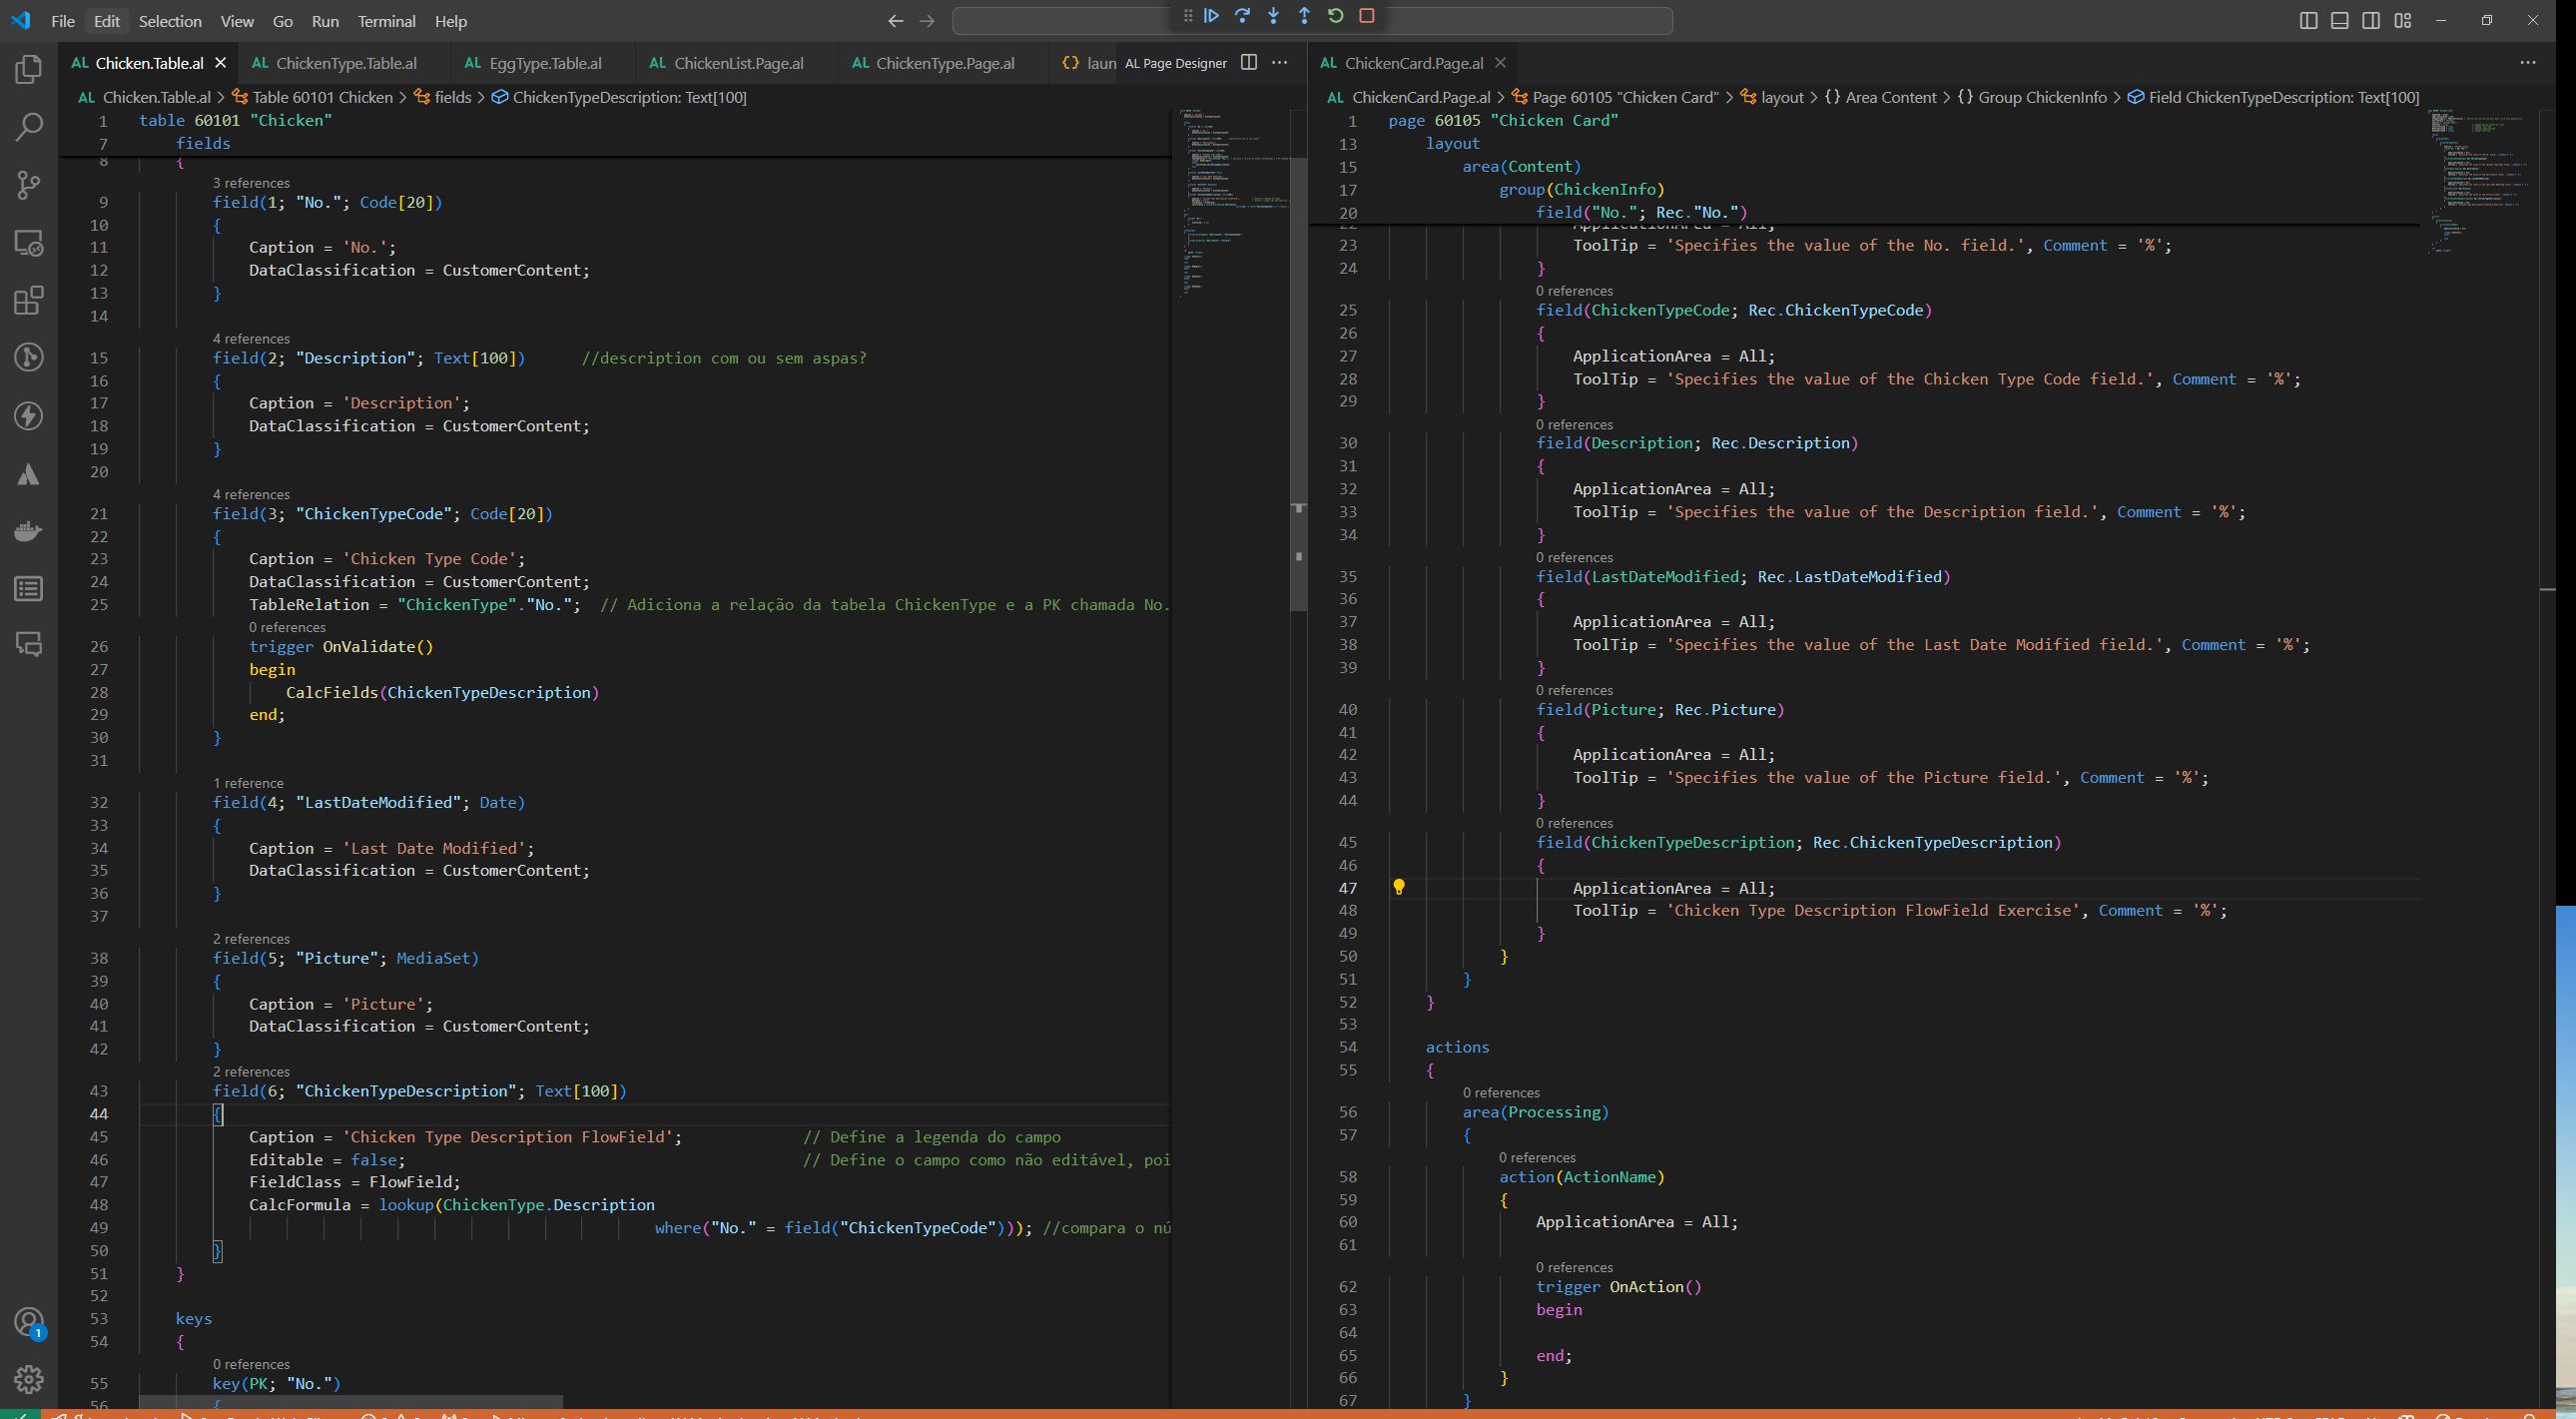 File Edit Selection View Go Run Terminal Help
AL Chicken.Table.al
AL ChickenType.Table.al
AL EggType.Table.al
AL ChickenList.Page.al
AL ChickenType.Page.al
{} laun
AL Page Designer
AL Chicken.Table.al > Table 60101 Chicken > fields > ChickenTypeDescription: Text[100]
1 table 60101 "Chicken"
7 fields
8 {
3 references
9 field(1; "No."; Code[20])
10 {
11 Caption = 'No.';
12 DataClassification = CustomerContent;
13 }
14
4 references
15 field(2; "Description"; Text[100]) //description com ou sem aspas?
16 {
17 Caption = 'Description';
18 DataClassification = CustomerContent;
19 }
20
4 references
21 field(3; "ChickenTypeCode"; Code[20])
22 {
23 Caption = 'Chicken Type Code';
24 DataClassification = CustomerContent;
25 TableRelation = "ChickenType"."No."; // Adiciona a relação da tabela ChickenType e a PK chamada No.
0 references
26 trigger OnValidate()
27 begin
28 CalcFields(ChickenTypeDescription)
29 end;
30 }
31
1 reference
32 field(4; "LastDateModified"; Date)
33 {
34 Caption = 'Last Date Modified';
35 DataClassification = CustomerContent;
36 }
37
2 references
38 field(5; "Picture"; MediaSet)
39 {
40 Caption = 'Picture';
41 DataClassification = CustomerContent;
42 }
2 references
43 field(6; "ChickenTypeDescription"; Text[100])
44 {
45 Caption = 'Chicken Type Description FlowField'; // Define a legenda do campo
46 Editable = false; // Define o campo como não editável, poi
47 FieldClass = FlowField;
48 CalcFormula = lookup(ChickenType.Description
49 where("No." = field("ChickenTypeCode"))); //compara o nú
50 }
51 }
52
53 keys
54 {
0 references
55 key(PK; "No.")
56 {
1
AL ChickenCard.Page.al
AL ChickenCard.Page.al > Page 60105 "Chicken Card" > layout > {} Area Content > {} Group ChickenInfo > Field ChickenTypeDescription: Text[100]
1 page 60105 "Chicken Card"
13 layout
15 area(Content)
17 group(ChickenInfo)
20 field("No."; Rec."No.")
22 ApplicationArea = All;
23 ToolTip = 'Specifies the value of the No. field.', Comment = '%';
24 }
0 references
25 field(ChickenTypeCode; Rec.ChickenTypeCode)
26 {
27 ApplicationArea = All;
28 ToolTip = 'Specifies the value of the Chicken Type Code field.', Comment = '%';
29 }
0 references
30 field(Description; Rec.Description)
31 {
32 ApplicationArea = All;
33 ToolTip = 'Specifies the value of the Description field.', Comment = '%';
34 }
0 references
35 field(LastDateModified; Rec.LastDateModified)
36 {
37 ApplicationArea = All;
38 ToolTip = 'Specifies the value of the Last Date Modified field.', Comment = '%';
39 }
0 references
40 field(Picture; Rec.Picture)
41 {
42 ApplicationArea = All;
43 ToolTip = 'Specifies the value of the Picture field.', Comment = '%';
44 }
0 references
45 field(ChickenTypeDescription; Rec.ChickenTypeDescription)
46 {
47 ApplicationArea = All;
48 ToolTip = 'Chicken Type Description FlowField Exercise', Comment = '%';
49 }
50 }
51 }
52 }
53
54 actions
55 {
0 references
56 area(Processing)
57 {
0 references
58 action(ActionName)
59 {
60 ApplicationArea = All;
61
0 references
62 trigger OnAction()
63 begin
64
65 end;
66 }
67 }